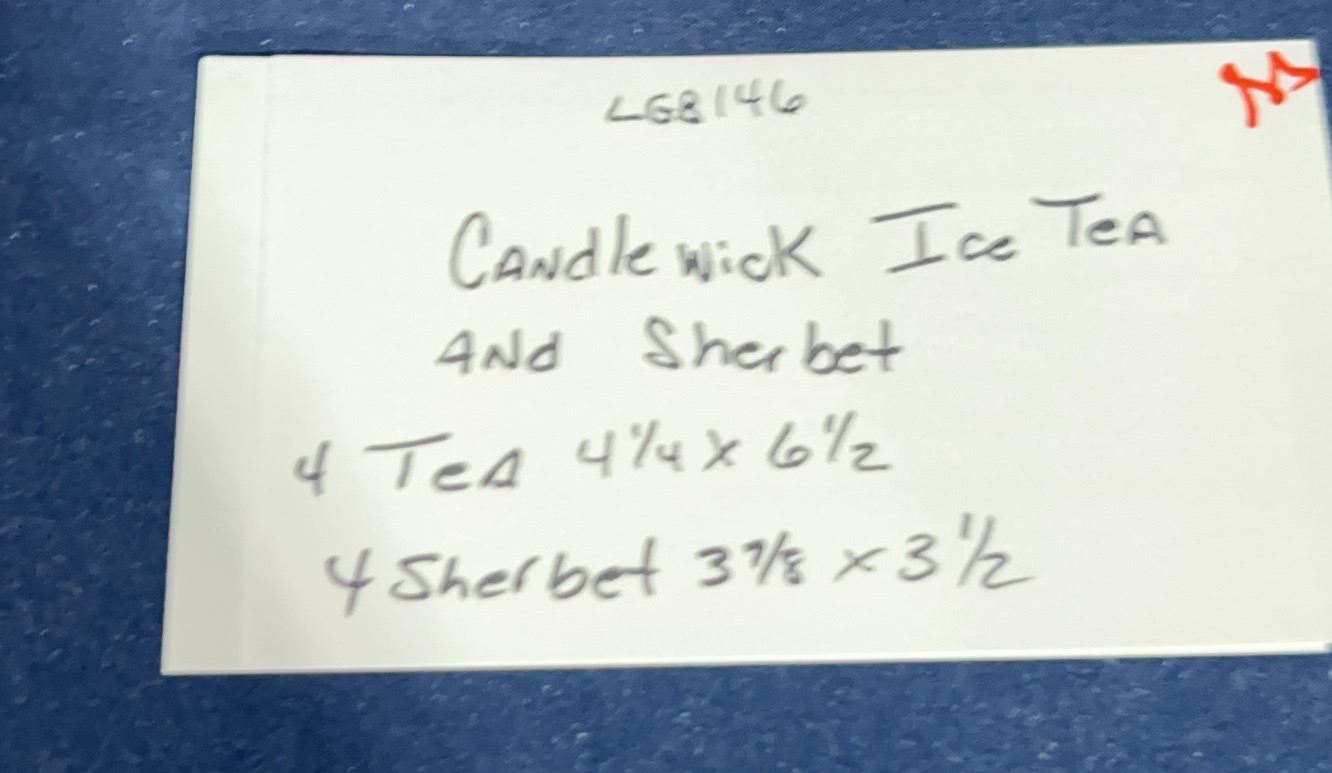 LGB146
Candlewick Ice Tea
And Sherbet
4 Tea 4 1/4 x 6 1/2
4 Sherbet 3 7/8 x 3 1/2